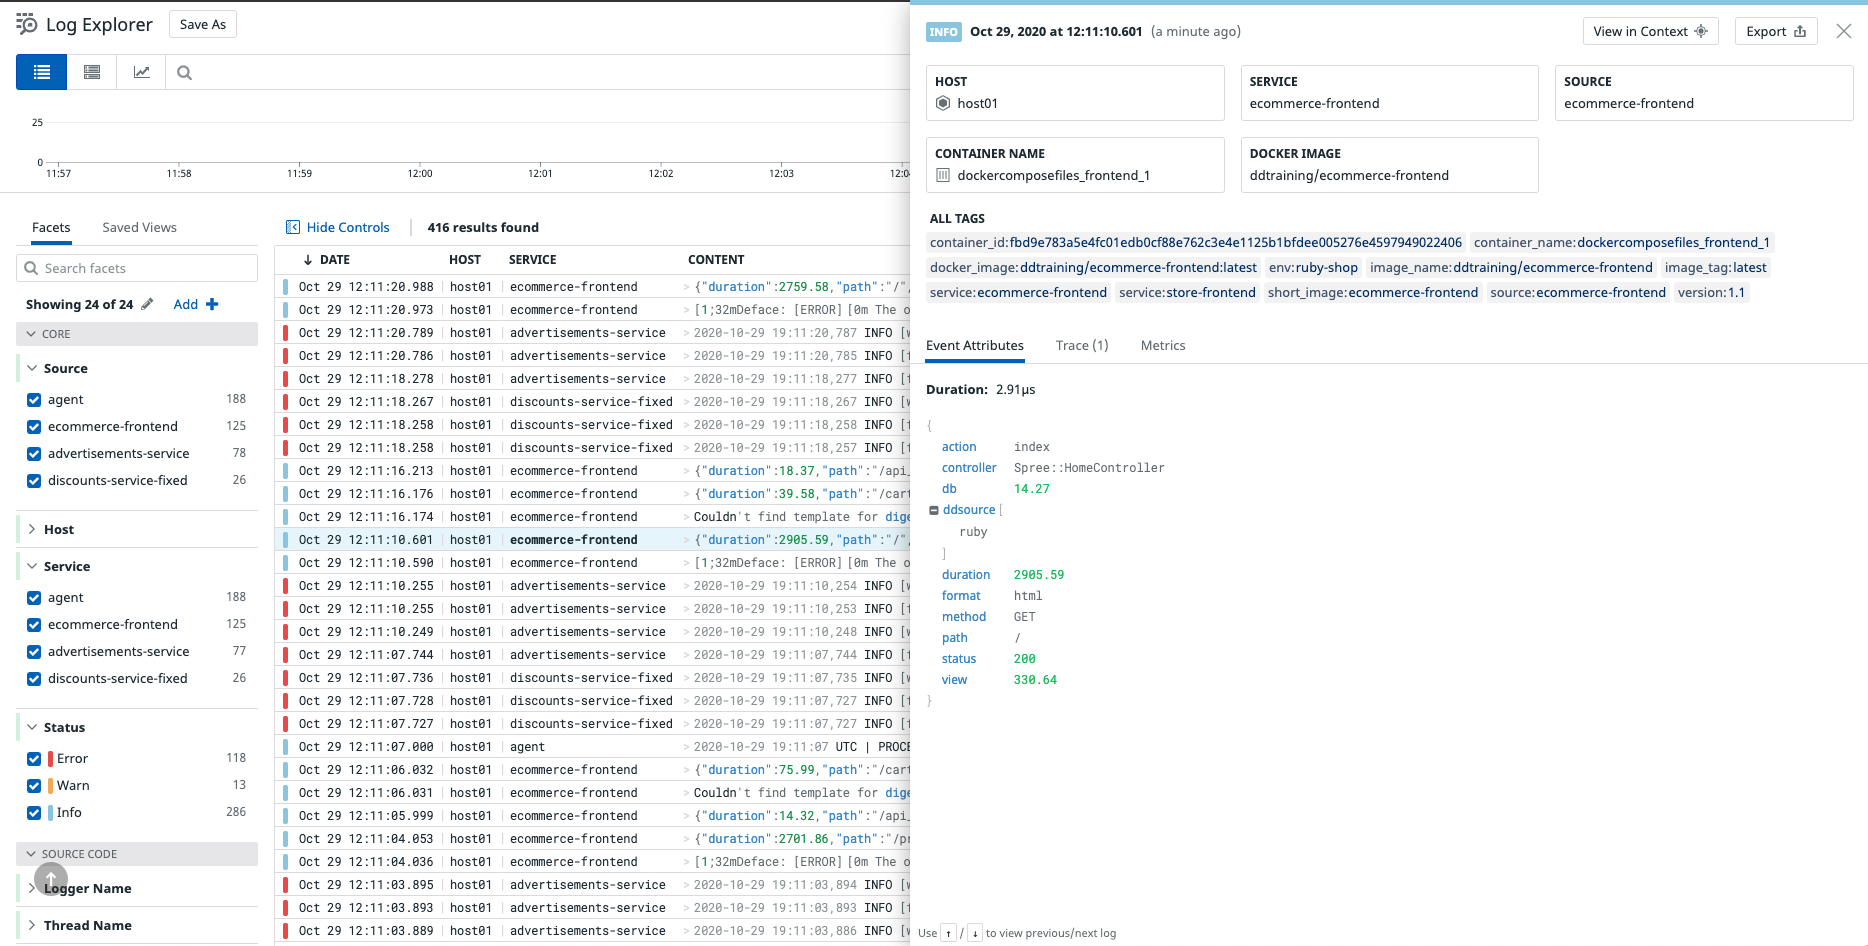 Log Explorer
Save As
25
0
11:57 11:58 11:59 12:00 12:01 12:02 12:03
Facets
Saved Views
Search facets
Showing 24 of 24
Add
CORE
Source
agent 188
ecommerce-frontend 125
advertisements-service 78
discounts-service-fixed 26
Host
Service
agent 188
ecommerce-frontend 125
advertisements-service 77
discounts-service-fixed 26
Status
Error 118
Warn 13
Info 286
SOURCE CODE
Logger Name
Thread Name
Hide Controls
416 results found
DATE HOST SERVICE CONTENT
Oct 29 12:11:20.988 host01 ecommerce-frontend > {"duration":2759.58,"path":"/"
Oct 29 12:11:20.973 host01 ecommerce-frontend > [1;32mDeface: [ERROR] [0m The o
Oct 29 12:11:20.789 host01 advertisements-service > 2020-10-29 19:11:20,787 INFO [w
Oct 29 12:11:20.786 host01 advertisements-service > 2020-10-29 19:11:20,785 INFO [
Oct 29 12:11:18.278 host01 advertisements-service > 2020-10-29 19:11:18,277 INFO [
Oct 29 12:11:18.267 host01 discounts-service-fixed > 2020-10-29 19:11:18,267 INFO [
Oct 29 12:11:18.258 host01 discounts-service-fixed > 2020-10-29 19:11:18,258 INFO [
Oct 29 12:11:18.258 host01 discounts-service-fixed > 2020-10-29 19:11:18,257 INFO [
Oct 29 12:11:16.213 host01 ecommerce-frontend > {"duration":18.37,"path":"/api_
Oct 29 12:11:16.176 host01 ecommerce-frontend > {"duration":39.58,"path":"/cart
Oct 29 12:11:16.174 host01 ecommerce-frontend > Couldn't find template for dige
Oct 29 12:11:10.601 host01 ecommerce-frontend > {"duration":2905.59,"path":"/"
Oct 29 12:11:10.590 host01 ecommerce-frontend > [1;32mDeface: [ERROR] [0m The o
Oct 29 12:11:10.255 host01 advertisements-service > 2020-10-29 19:11:10,254 INFO [w
Oct 29 12:11:10.255 host01 advertisements-service > 2020-10-29 19:11:10,253 INFO [
Oct 29 12:11:10.249 host01 advertisements-service > 2020-10-29 19:11:10,248 INFO [w
Oct 29 12:11:07.744 host01 advertisements-service > 2020-10-29 19:11:07,744 INFO [
Oct 29 12:11:07.736 host01 discounts-service-fixed > 2020-10-29 19:11:07,735 INFO [w
Oct 29 12:11:07.728 host01 discounts-service-fixed > 2020-10-29 19:11:07,727 INFO [
Oct 29 12:11:07.727 host01 discounts-service-fixed > 2020-10-29 19:11:07,727 INFO [
Oct 29 12:11:07.000 host01 agent > 2020-10-29 19:11:07 UTC | PROCE
Oct 29 12:11:06.032 host01 ecommerce-frontend > {"duration":75.99,"path":"/cart
Oct 29 12:11:06.031 host01 ecommerce-frontend > Couldn't find template for dige
Oct 29 12:11:05.999 host01 ecommerce-frontend > {"duration":14.32,"path":"/api_
Oct 29 12:11:04.053 host01 ecommerce-frontend > {"duration":2701.86,"path":"/pr
Oct 29 12:11:04.036 host01 ecommerce-frontend > [1;32mDeface: [ERROR] [0m The o
Oct 29 12:11:03.895 host01 advertisements-service > 2020-10-29 19:11:03,894 INFO [w
Oct 29 12:11:03.893 host01 advertisements-service > 2020-10-29 19:11:03,893 INFO [
Oct 29 12:11:03.889 host01 advertisements-service > 2020-10-29 19:11:03,886 INFO [w
INFO Oct 29, 2020 at 12:11:10.601 (a minute ago)
View in Context
Export
HOST
host01
SERVICE
ecommerce-frontend
SOURCE
ecommerce-frontend
CONTAINER NAME
dockercomposefiles_frontend_1
DOCKER IMAGE
ddtraining/ecommerce-frontend
ALL TAGS
container_id:fbd9e783a5e4fc01edb0cf88e762c3e4e1125b1bfdee005276e4597949022406 container_name:dockercomposefiles_frontend_1
docker_image:ddtraining/ecommerce-frontend:latest env:ruby-shop image_name:ddtraining/ecommerce-frontend image_tag:latest
service:ecommerce-frontend service:store-frontend short_image:ecommerce-frontend source:ecommerce-frontend version:1.1
Event Attributes
Trace (1)
Metrics
Duration: 2.91µs
{
action index
controller Spree::HomeController
db 14.27
ddsource [
ruby
]
duration 2905.59
format html
method GET
path /
status 200
view 330.64
}
Use ↑ / ↓ to view previous/next log